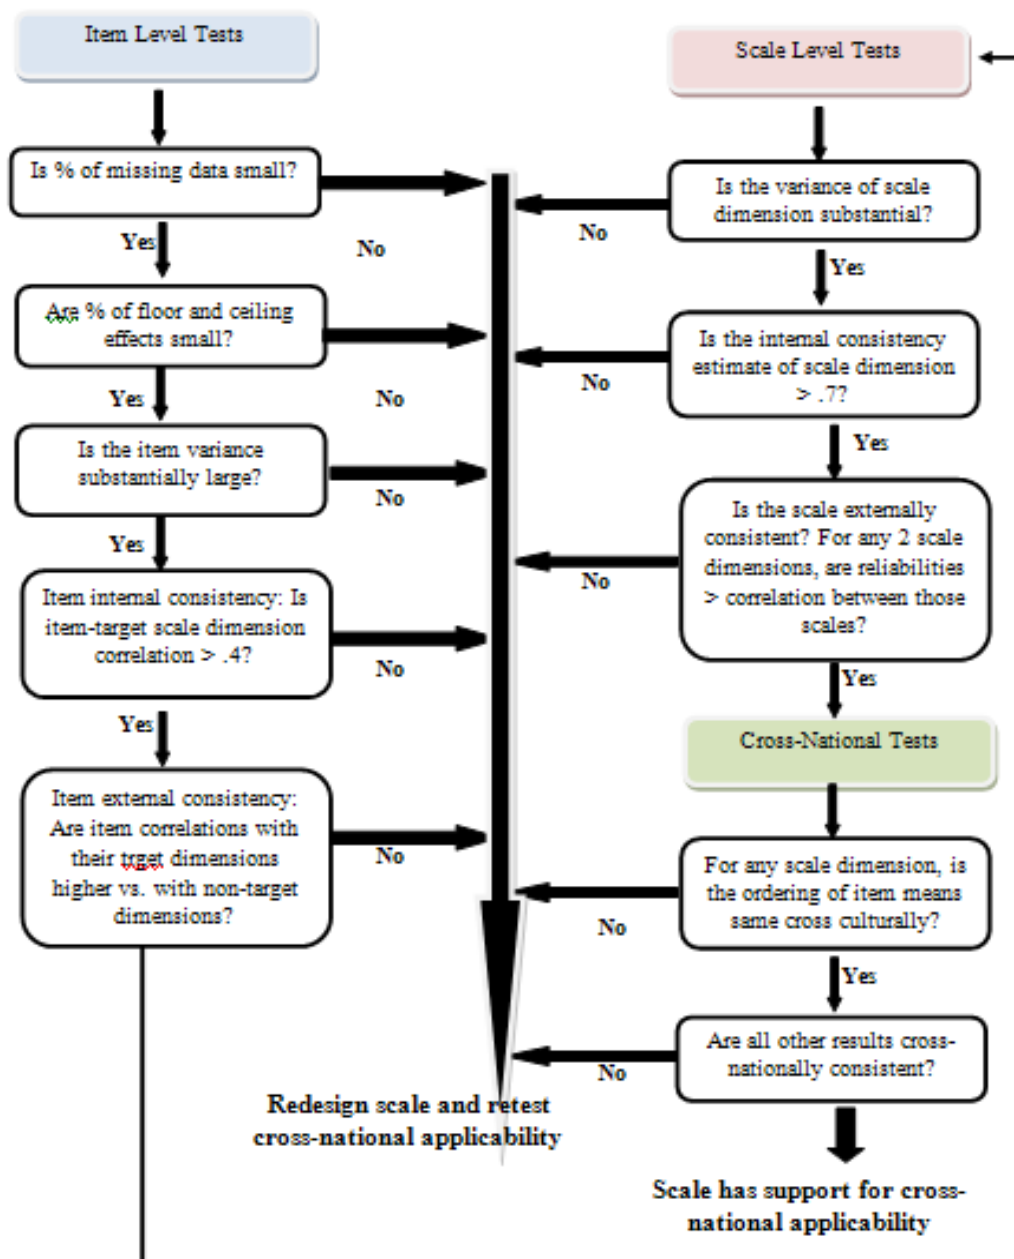 Item Level Tests
Is % of missing data small?
Yes
No
Are % of floor and ceiling
effects small?
Yes
No
Is the item variance
substantially large?
No
Yes
Item internal consistency: Is
item-target scale dimension
correlation > .4?
No
Yes
Item external consistency:
Are item correlations with
their trget dimensions
higher vs. with non-target
dimensions?
No
Scale Level Tests
Is the variance of scale
dimension substantial?
No
Yes
Is the internal consistency
estimate of scale dimension
> .7?
No
Yes
Is the scale externally
consistent? For any 2 scale
dimensions, are reliabilities
> correlation between those
scales?
No
Yes
Cross-National Tests
For any scale dimension, is
the ordering of item means
same cross culturally?
No
Yes
Are all other results cross-
nationally consistent?
No
Redesign scale and retest
cross-national applicability
Scale has support for cross-
national applicability